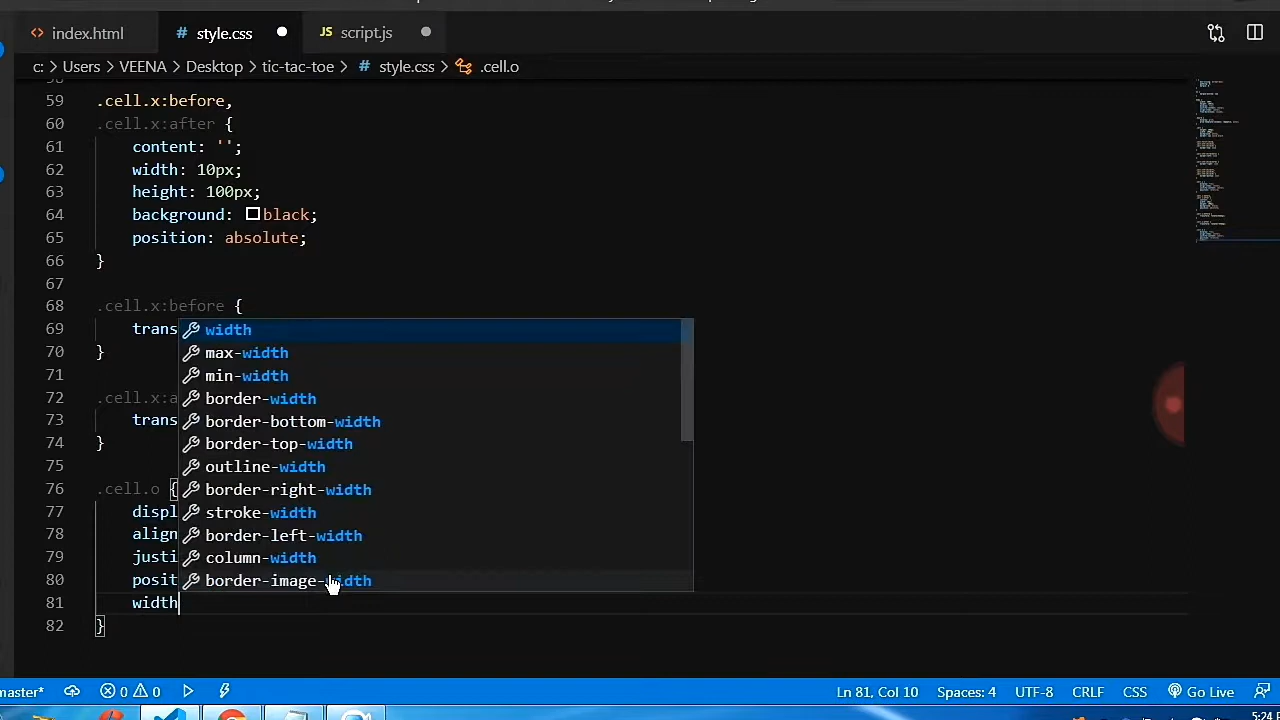 index.html
style.css
JS script.js
c: > Users > VEENA > Desktop > tic-tac-toe > # style.css > .cell.o
59 .cell.x:before,
60 .cell.x:after {
61 content: '';
62 width: 10px;
63 height: 100px;
64 background: black;
65 position: absolute;
66 }
67
68 .cell.x:before {
69 trans
70 }
71
72 .cell.x:a
73 trans
74 }
75
76 .cell.o {
77 displ
78 align
79 justi
80 posit
81 width
82 }
width
max-width
min-width
border-width
border-bottom-width
border-top-width
outline-width
border-right-width
stroke-width
border-left-width
column-width
border-image-width
master* 0 0 Ln 81, Col 10 Spaces: 4 UTF-8 CRLF CSS Go Live
5:24